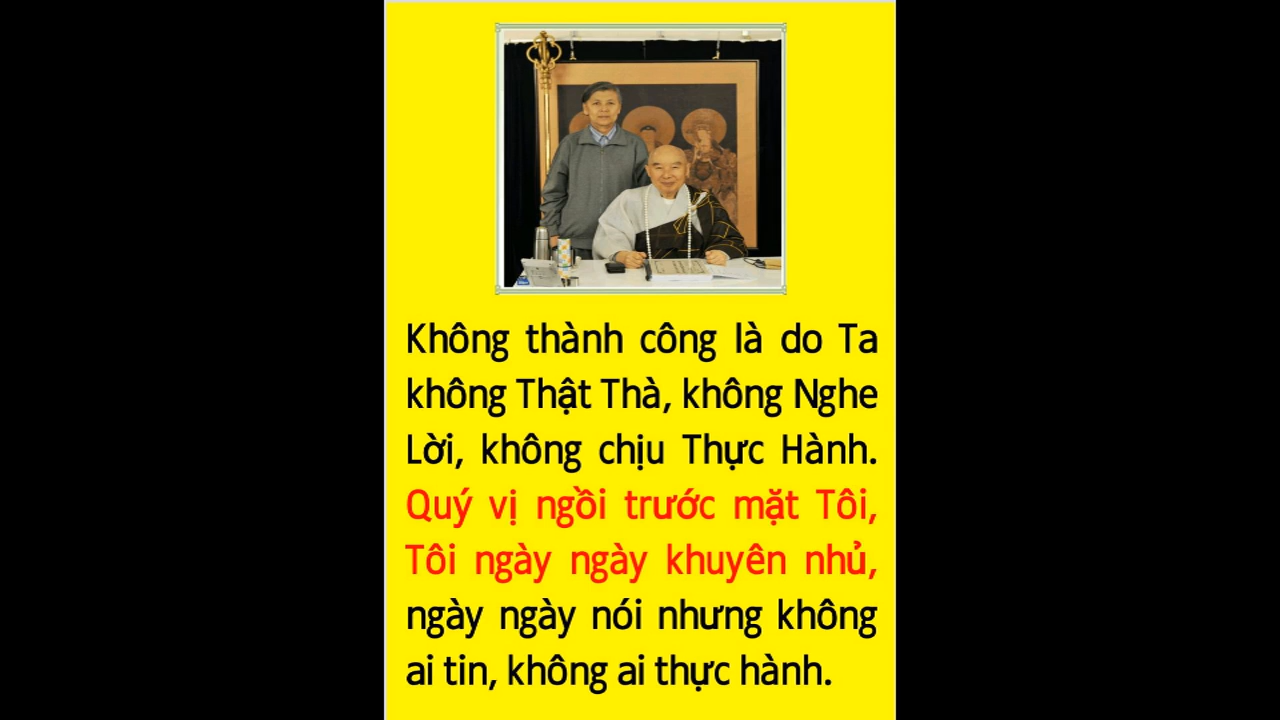 Không thành công là do Ta
không Thật Thà, không Nghe
Lời, không chịu Thực Hành.
Quý vị ngồi trước mặt Tôi,
Tôi ngày ngày khuyên nhủ,
ngày ngày nói nhưng không
ai tin, không ai thực hành.